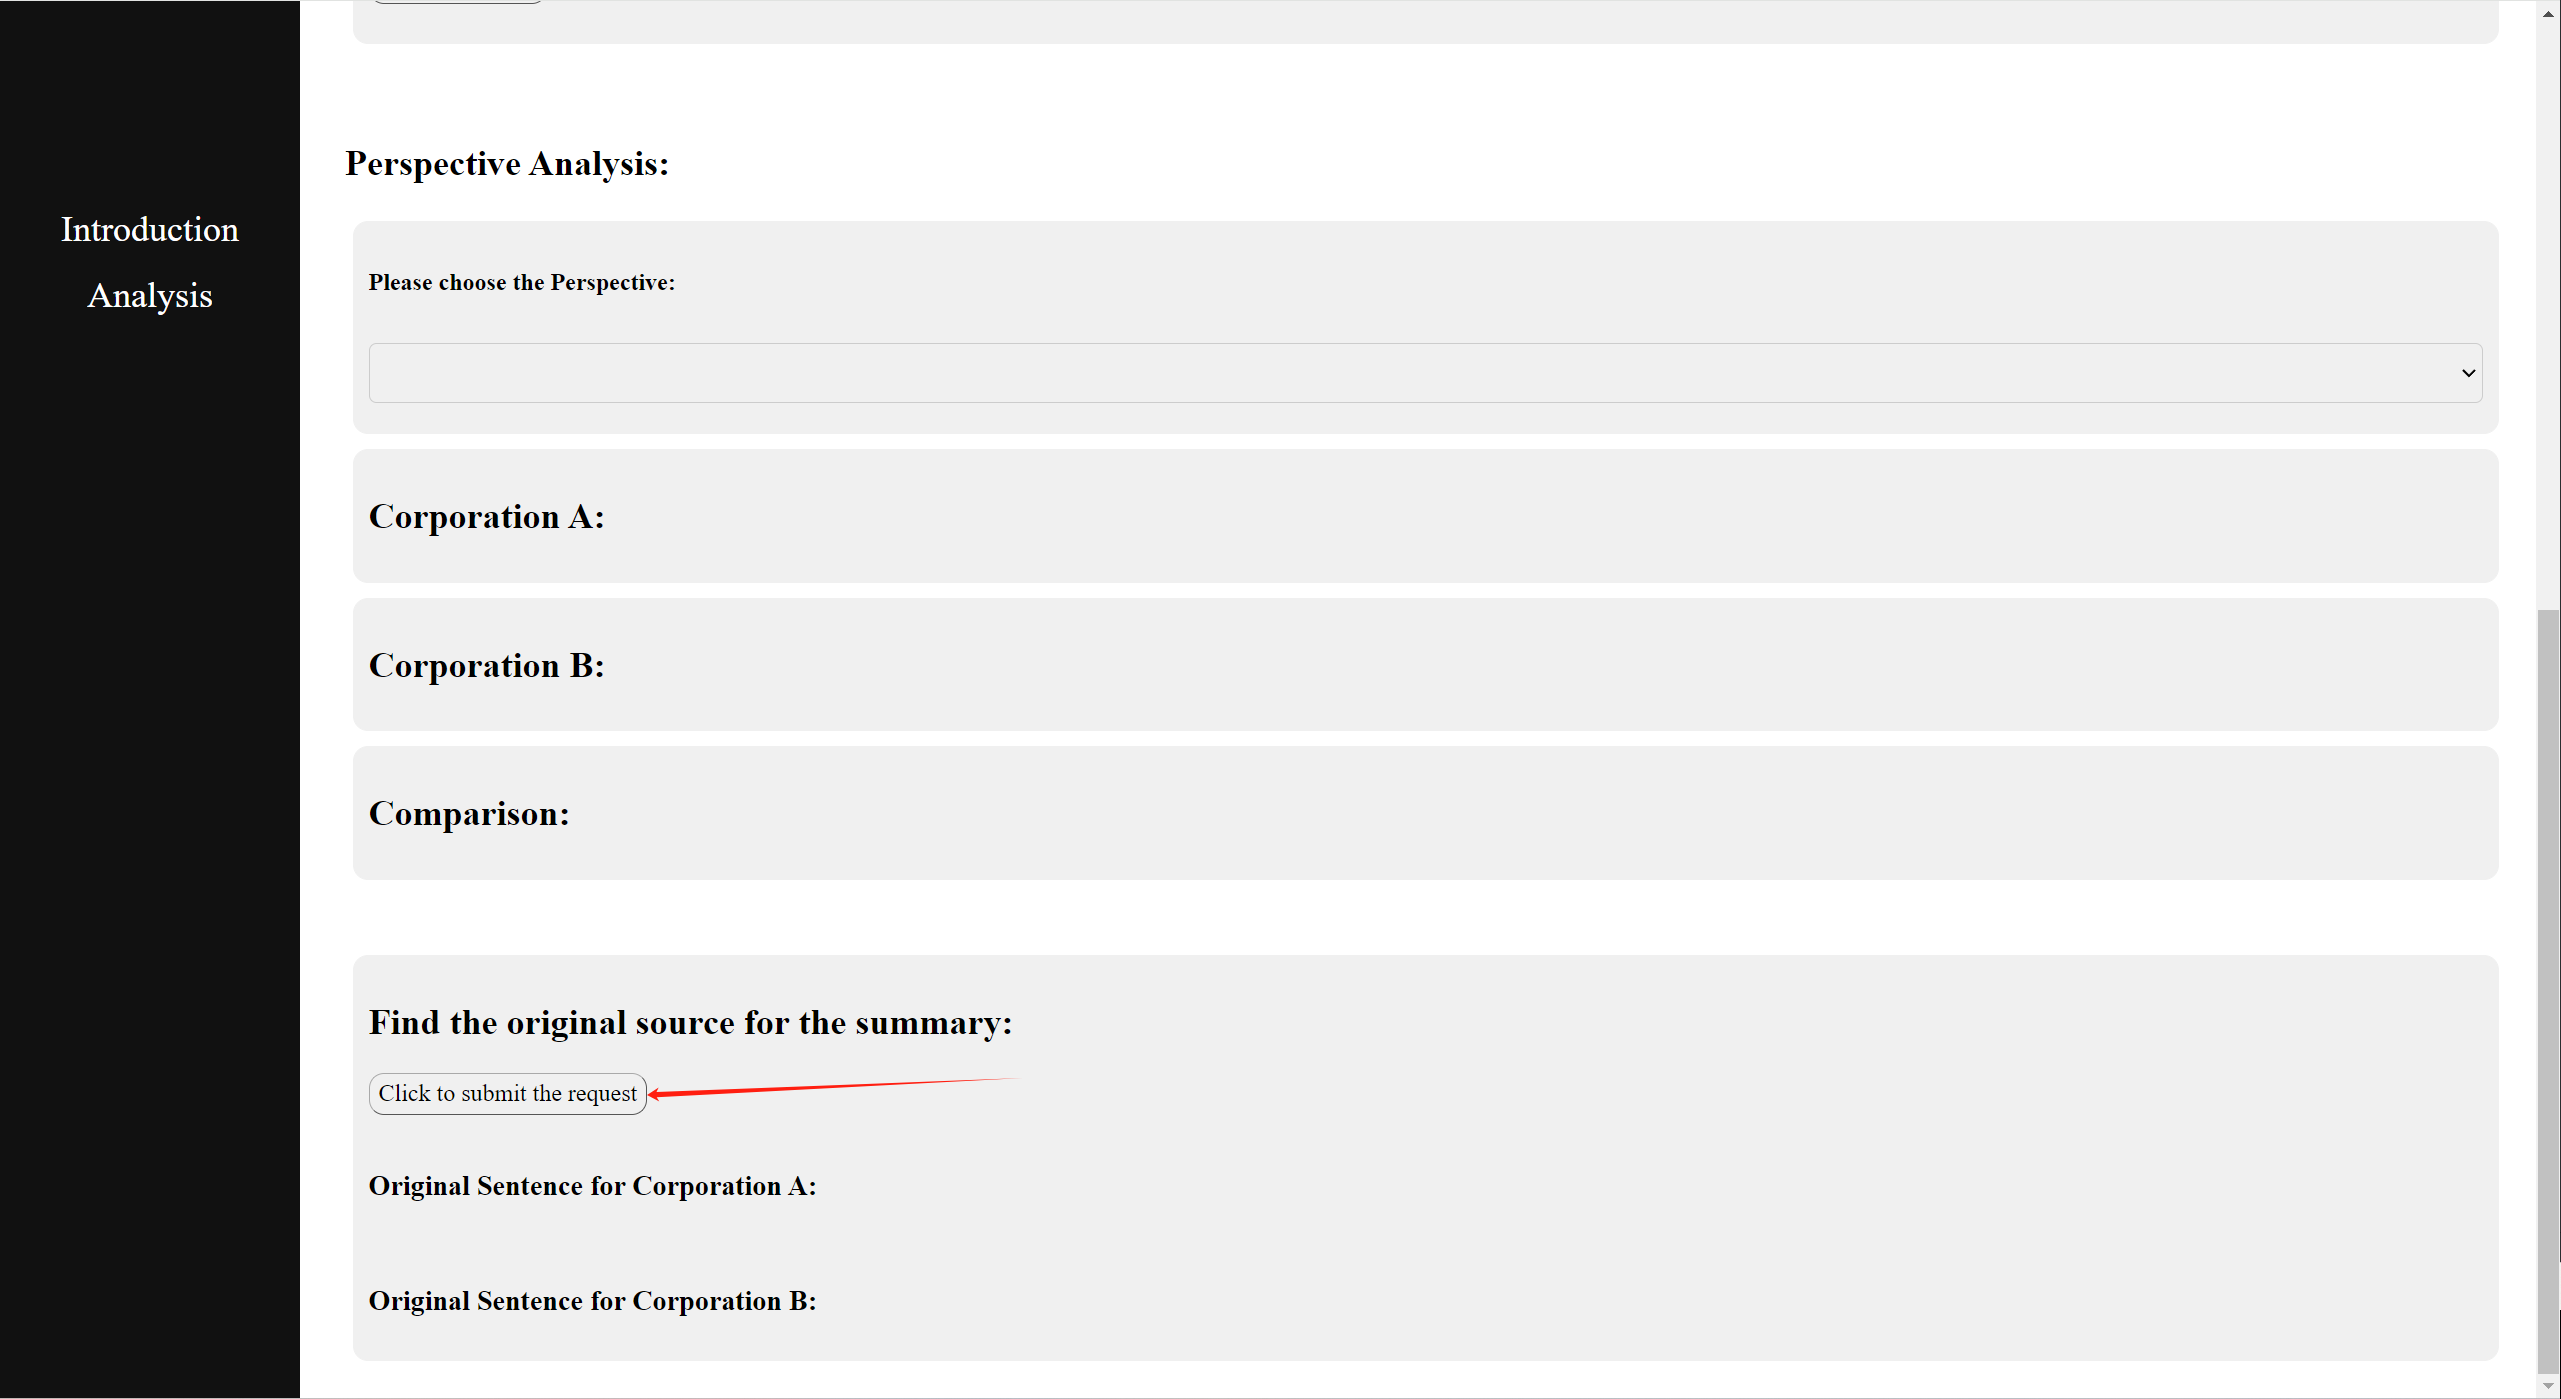 Introduction
Analysis
Perspective Analysis:
Please choose the Perspective:
Corporation A:
Corporation B:
Comparison:
Find the original source for the summary:
Click to submit the request
Original Sentence for Corporation A:
Original Sentence for Corporation B: